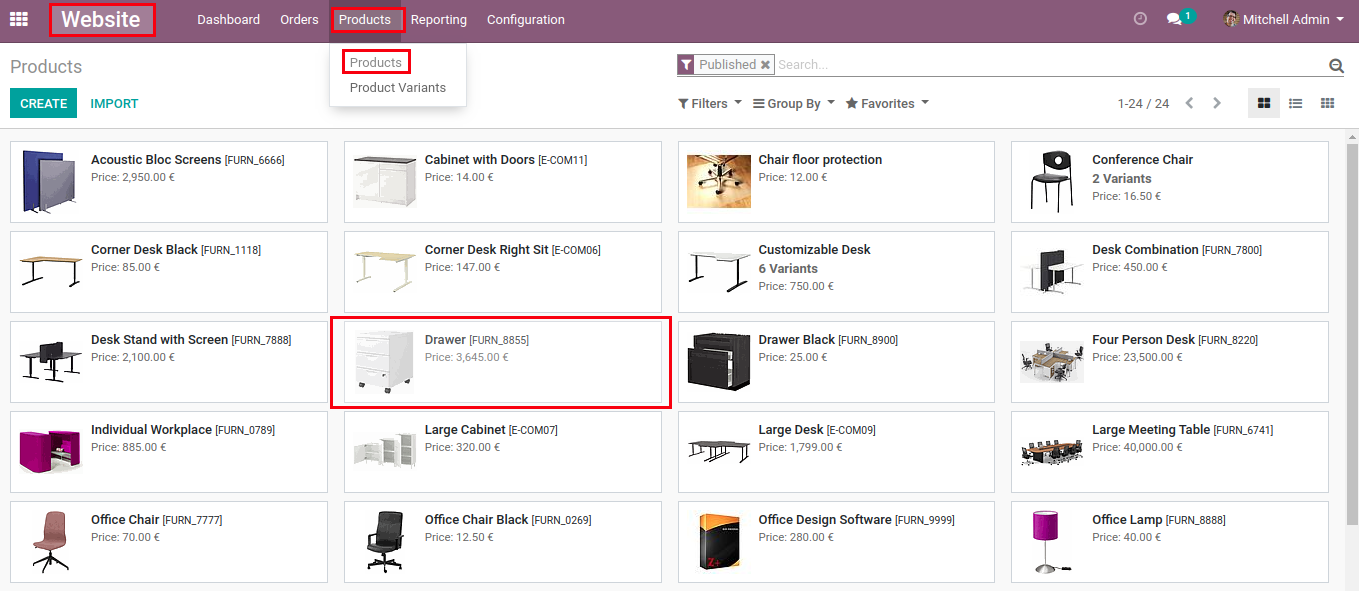 Website Dashboard Orders Products Reporting Configuration 1 Mitchell Admin
Products
Products
Product Variants
Published Search...
CREATE IMPORT
Filters Group By Favorites 1-24 / 24
Acoustic Bloc Screens [FURN_6666]
Price: 2,950.00 €
Cabinet with Doors [E-COM11]
Price: 14.00 €
Chair floor protection
Price: 12.00 €
Conference Chair
2 Variants
Price: 16.50 €
Corner Desk Black [FURN_1118]
Price: 85.00 €
Corner Desk Right Sit [E-COM06]
Price: 147.00 €
Customizable Desk
6 Variants
Price: 750.00 €
Desk Combination [FURN_7800]
Price: 450.00 €
Desk Stand with Screen [FURN_7888]
Price: 2,100.00 €
Drawer [FURN_8855]
Price: 3,645.00 €
Drawer Black [FURN_8900]
Price: 25.00 €
Four Person Desk [FURN_8220]
Price: 23,500.00 €
Individual Workplace [FURN_0789]
Price: 885.00 €
Large Cabinet [E-COM07]
Price: 320.00 €
Large Desk [E-COM09]
Price: 1,799.00 €
Large Meeting Table [FURN_6741]
Price: 40,000.00 €
Office Chair [FURN_7777]
Price: 70.00 €
Office Chair Black [FURN_0269]
Price: 12.50 €
Office Design Software [FURN_9999]
Price: 280.00 €
Z+
Office Lamp [FURN_8888]
Price: 40.00 €